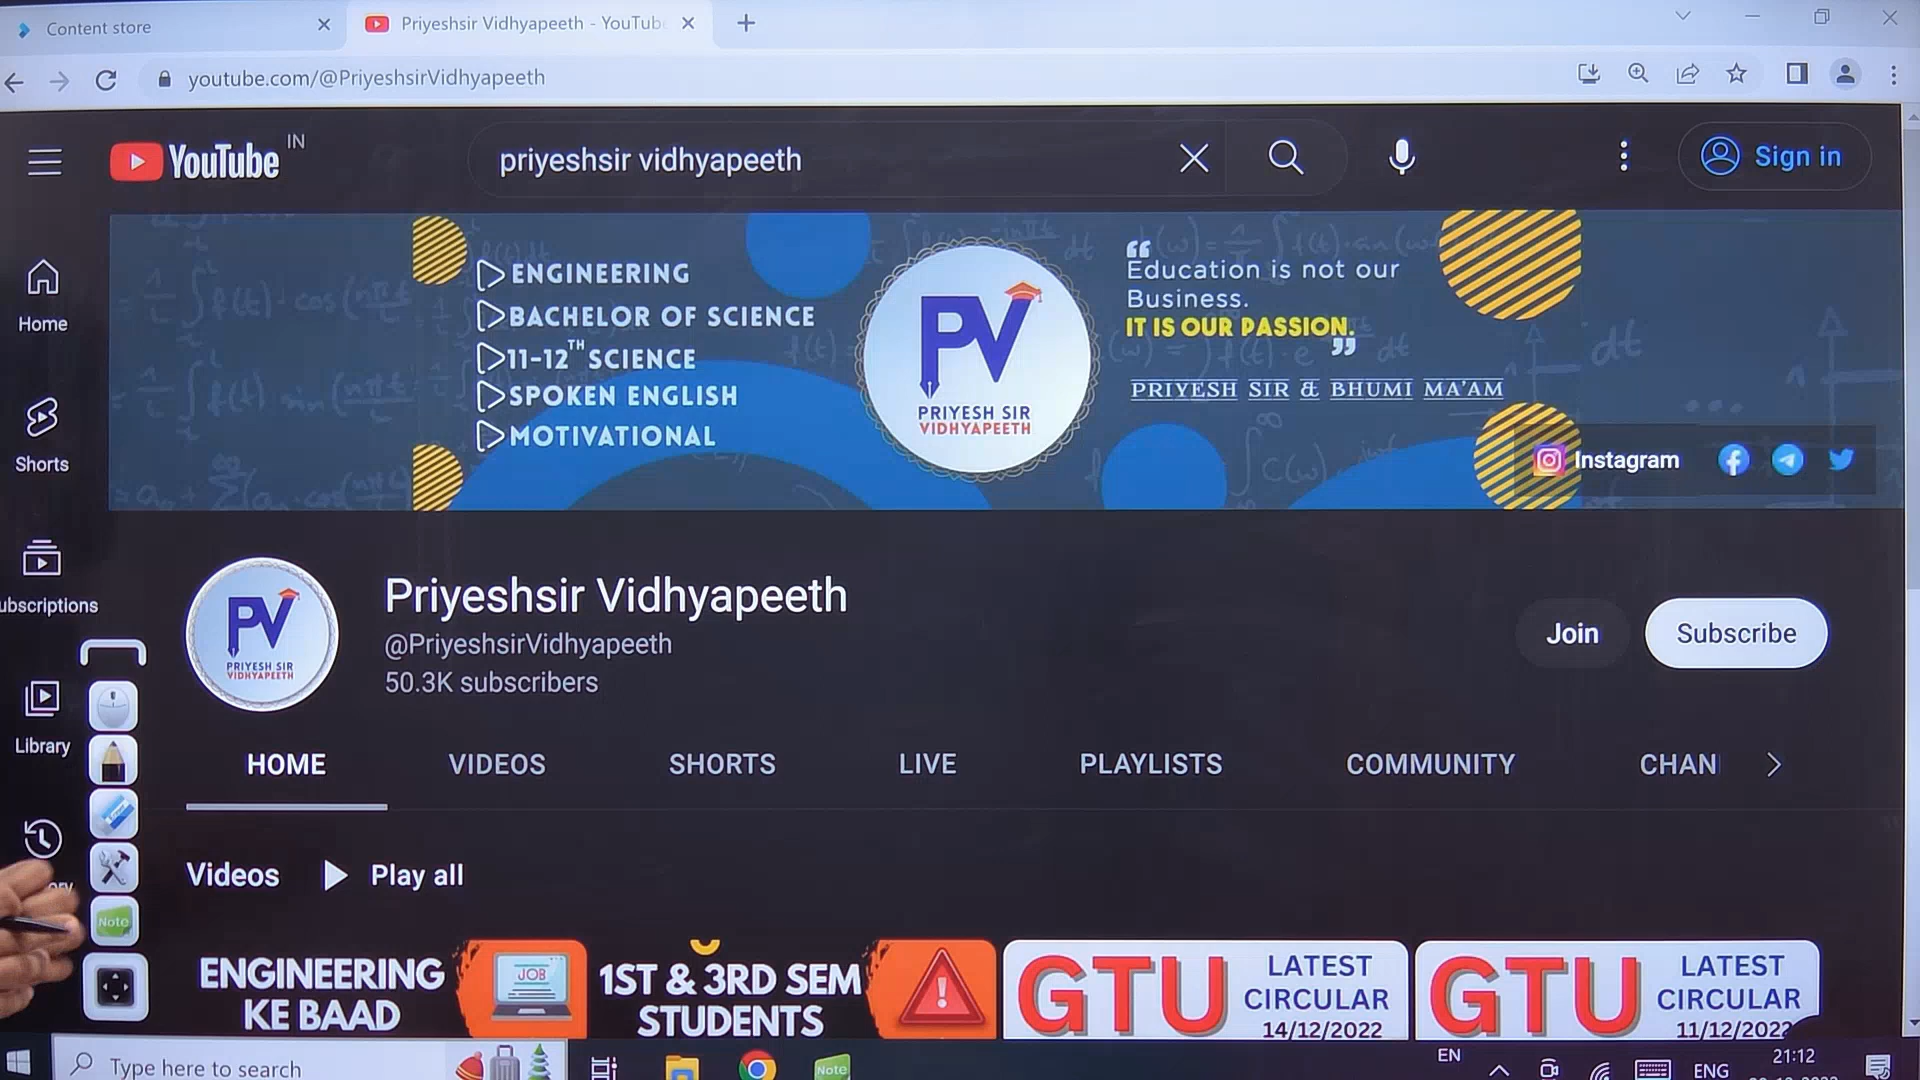 Content store
Priyeshsir Vidhyapeeth - YouTube
youtube.com/@PriyeshsirVidhyapeeth
YouTube IN
priyeshsir vidhyapeeth
Sign in
Home
Shorts
ubscriptions
Library
ory
ENGINEERING
BACHELOR OF SCIENCE
11-12TH SCIENCE
SPOKEN ENGLISH
MOTIVATIONAL
PV
PRIYESH SIR
VIDHYAPEETH
“Education is not our
Business.
IT IS OUR PASSION.”
PRIYESH SIR & BHUMI MA'AM
Instagram
PV
PRIYESH SIR
VIDHYAPEETH
Priyeshsir Vidhyapeeth
@PriyeshsirVidhyapeeth
50.3K subscribers
Join
Subscribe
HOME VIDEOS SHORTS LIVE PLAYLISTS COMMUNITY CHAN
Videos
Play all
Note
ENGINEERING
KE BAAD
JOB
1ST & 3RD SEM
STUDENTS
GTU
LATEST
CIRCULAR
14/12/2022
GTU
LATEST
CIRCULAR
11/12/2022
Type here to search
Note
EN
ENG
21:12